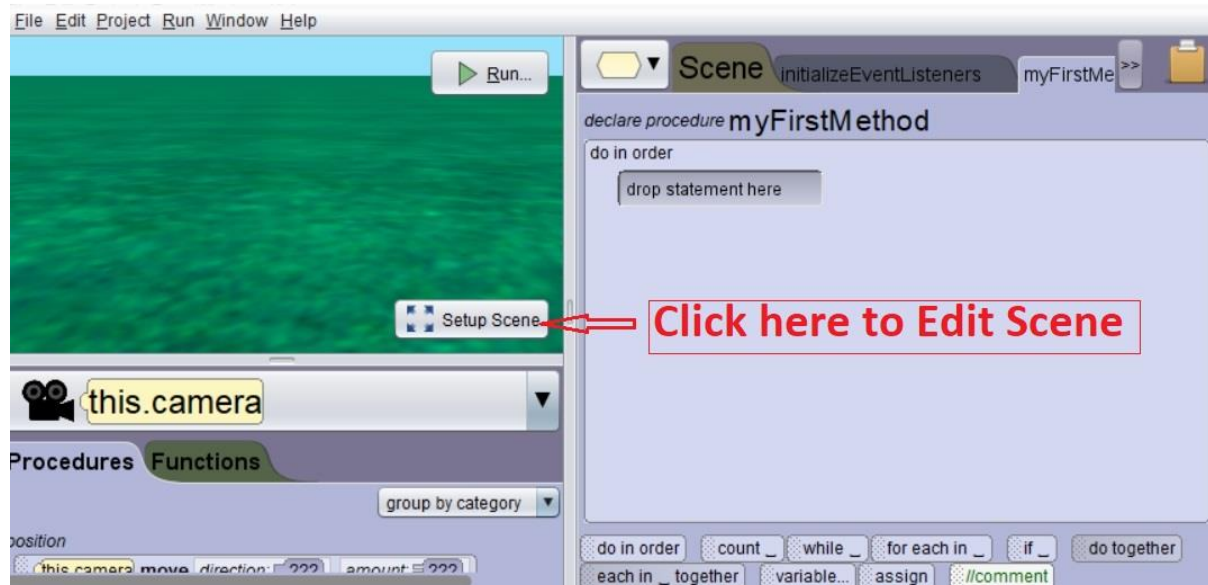 File Edit Project Run Window Help
Run...
Setup Scene
this.camera
Procedures Functions
group by category
position
this.camera move direction: ??? amount: ???
Scene initializeEventListeners myFirstMe >>
declare procedure myFirstMethod
do in order
drop statement here
Click here to Edit Scene
do in order count _ while _ for each in _ if _ do together
each in _ together variable... assign //comment